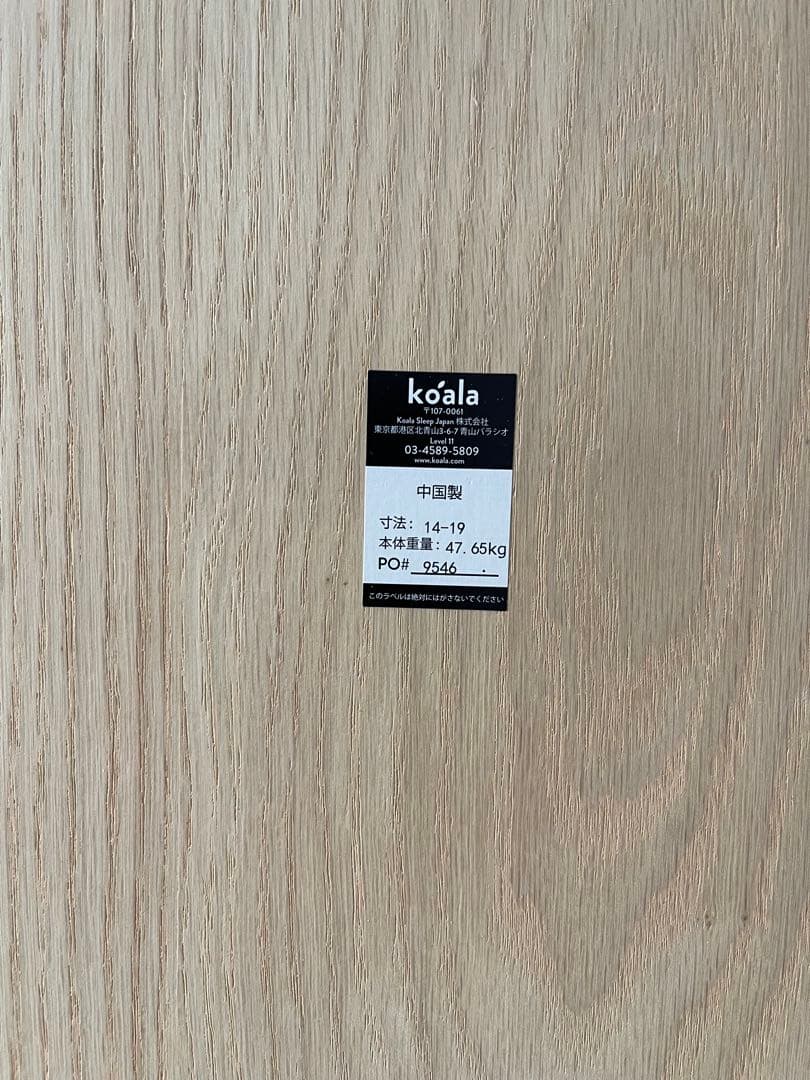 koala
〒107-0061
Koala Sleep Japan 株式会社
東京都港区北青山3-6-7 青山パラシオ
Level 11
03-4589-5809
www.koala.com
中国製
寸法: 14-19
本体重量: 47.65kg
PO# 9546 .
このラベルは絶対にはがさないでください